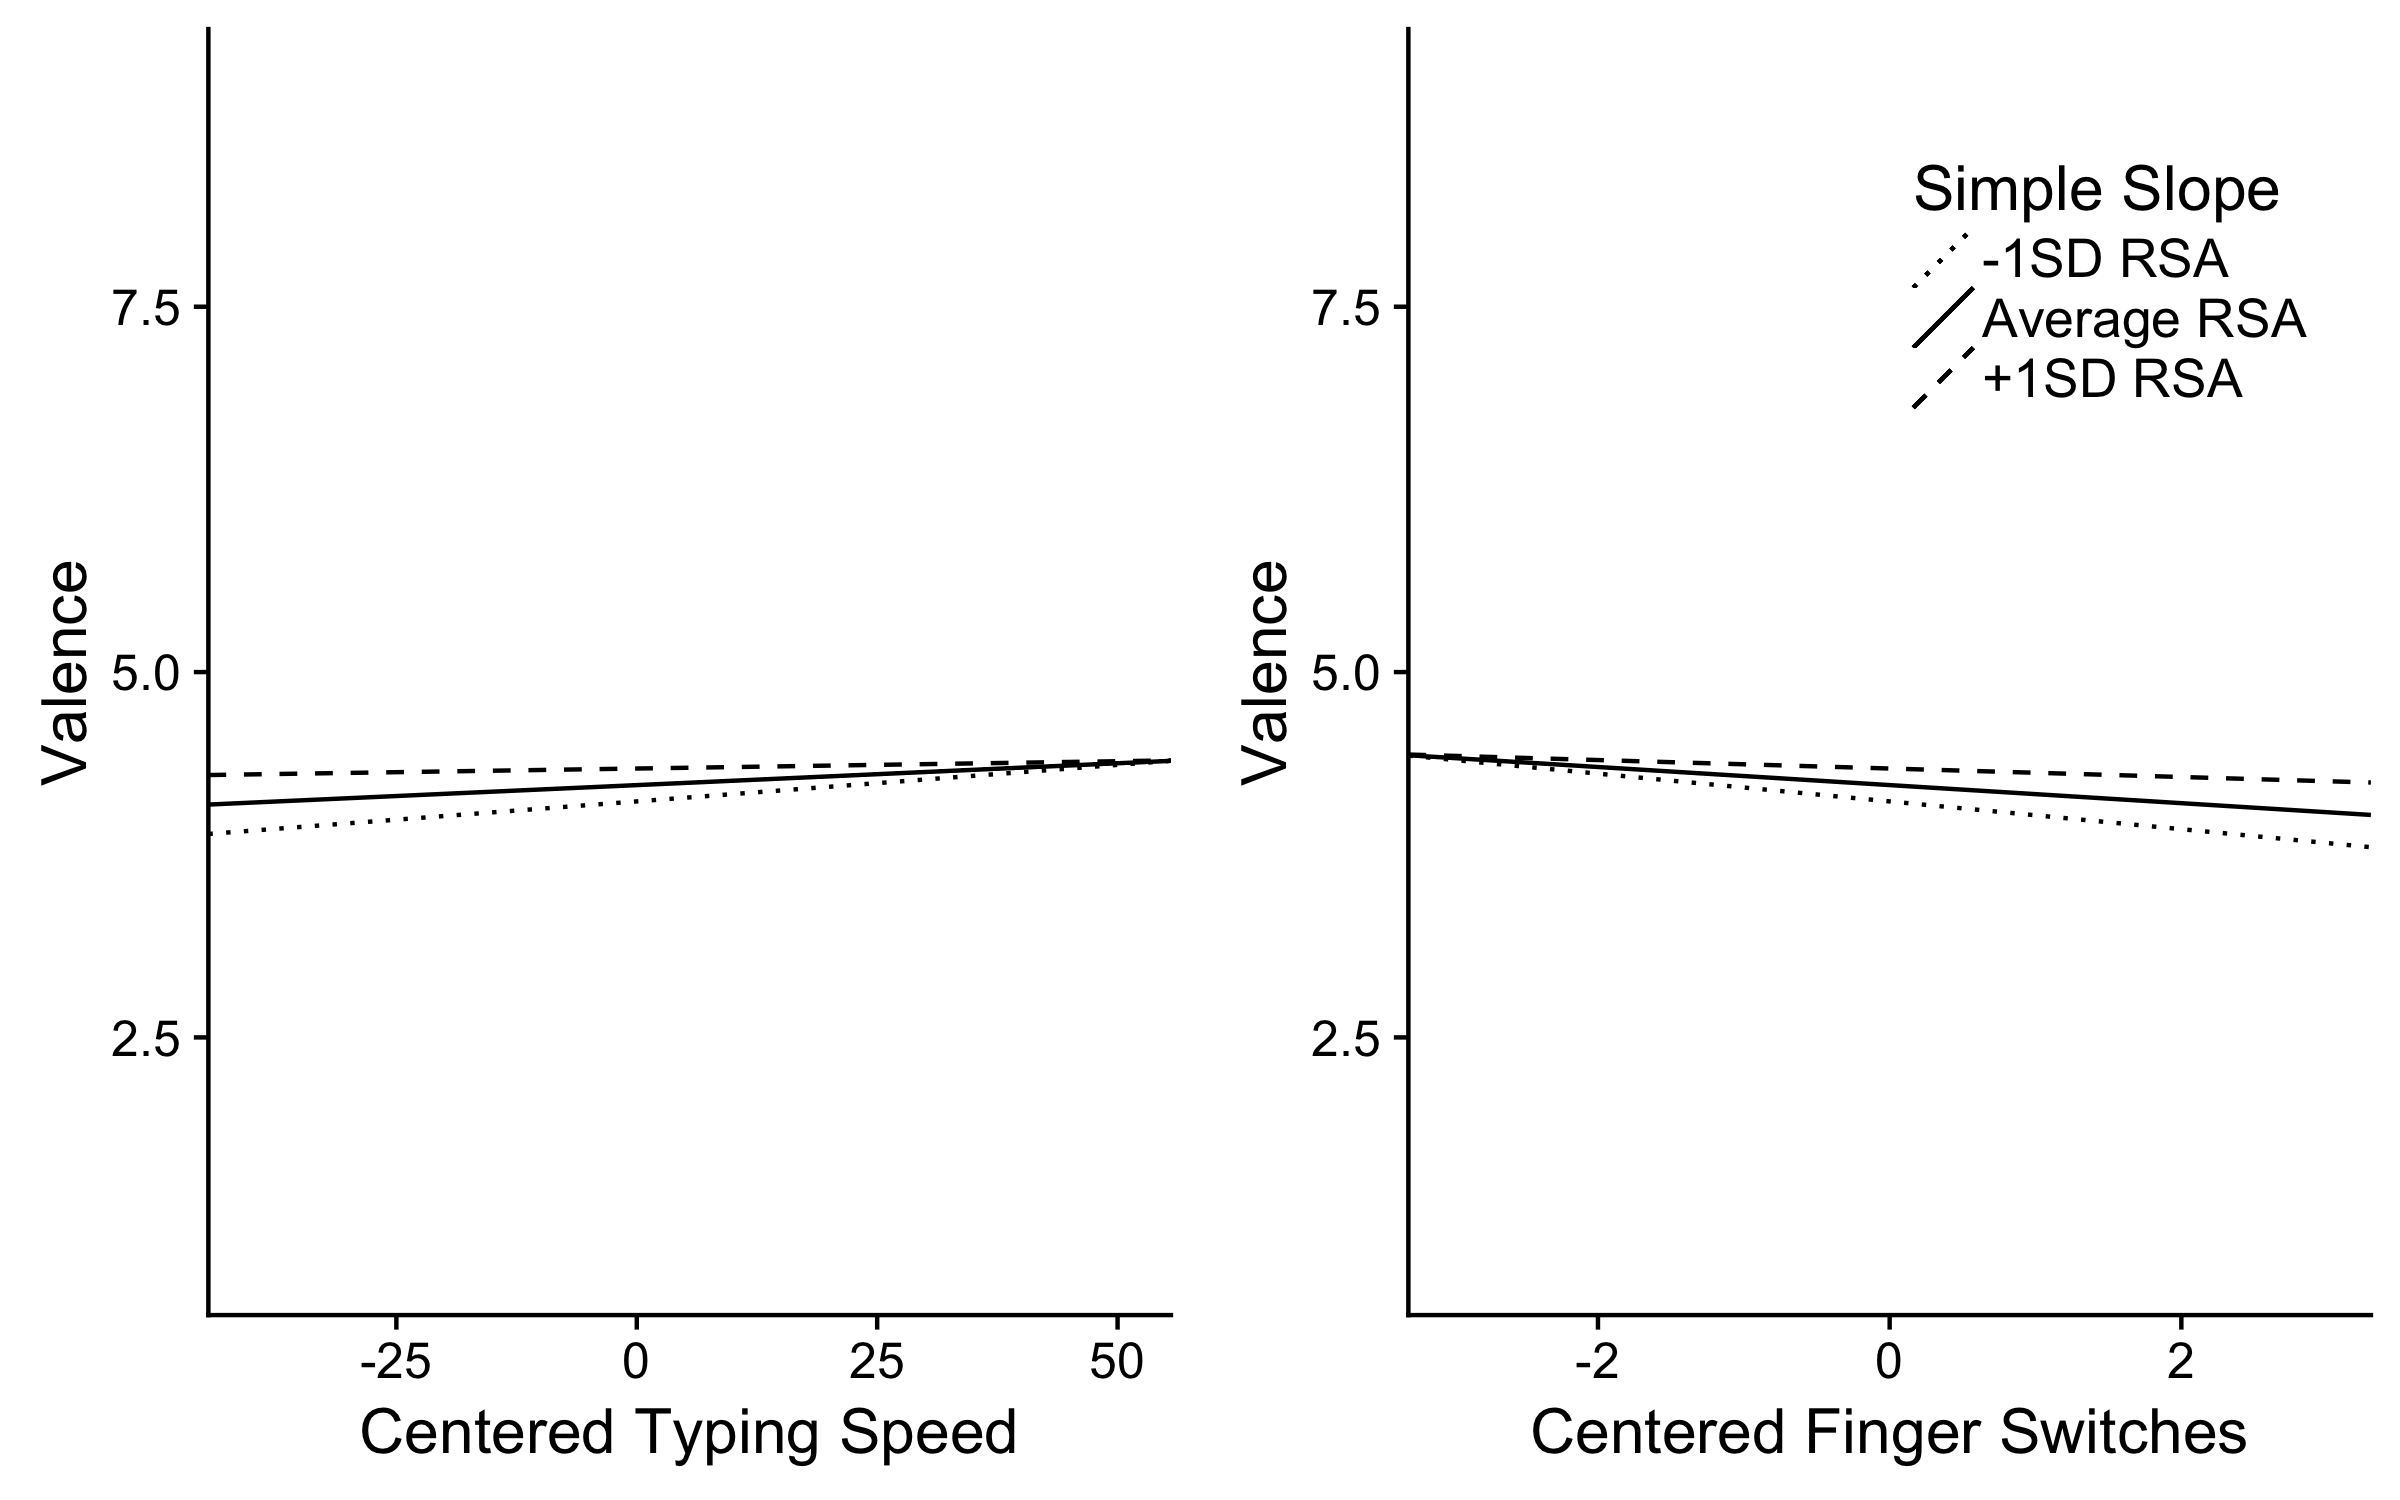 Valence
7.5
5.0
2.5
-25 0 25 50
Centered Typing Speed
Valence
7.5
5.0
2.5
-2 0 2
Centered Finger Switches
Simple Slope
-1SD RSA
Average RSA
+1SD RSA